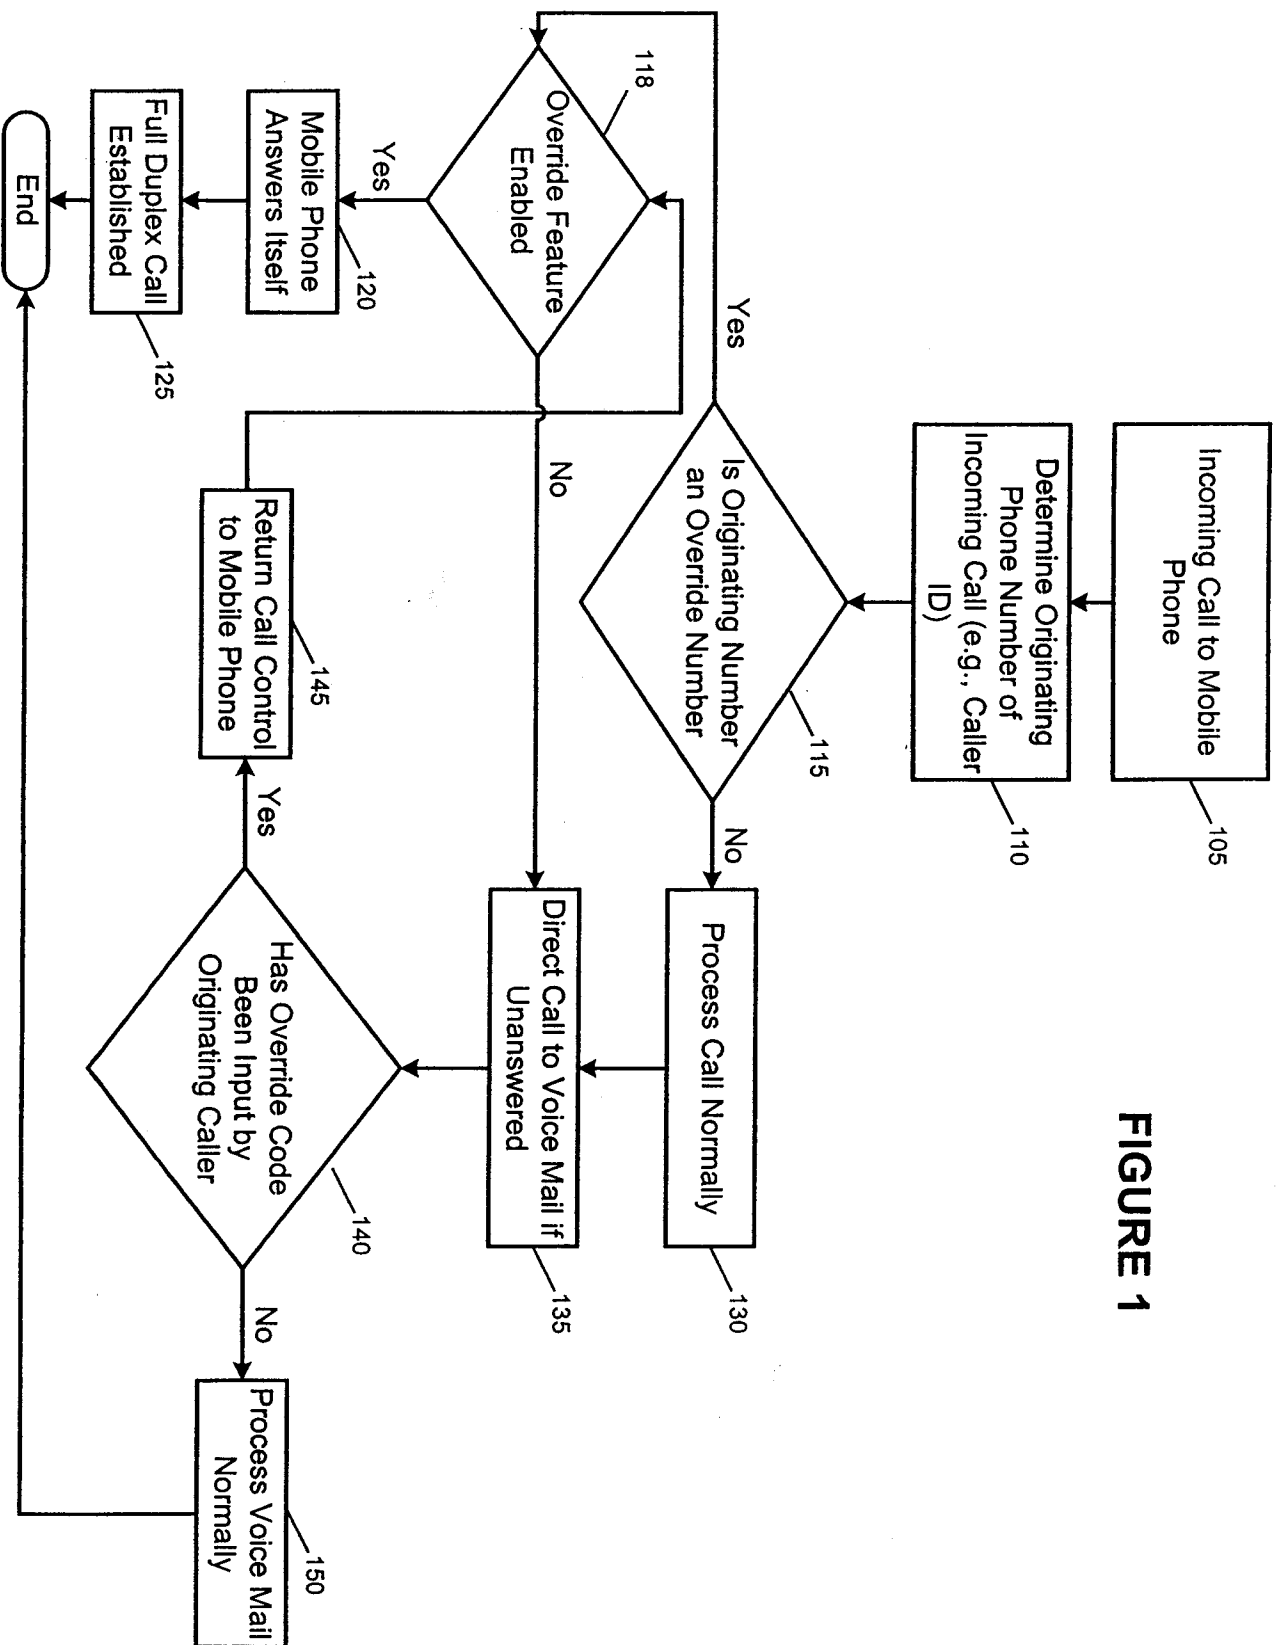 FIGURE 1
Incoming Call to Mobile
Phone
105
Determine Originating
Phone Number of
Incoming Call (e.g., Caller
ID)
110
Is Originating Number
an Override Number
115
Yes
No
Process Call Normally
130
118
Override Feature
Enabled
Yes
No
Direct Call to Voice Mail if
Unanswered
135
Mobile Phone
Answers Itself
120
Has Override Code
Been Input by
Originating Caller
140
Yes
No
Return Call Control
to Mobile Phone
145
Process Voice Mail
Normally
150
Full Duplex Call
Established
125
End